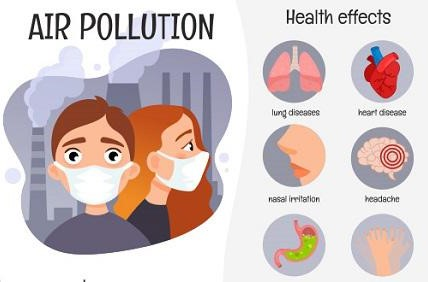 AIR POLLUTION
Health effects
lung diseases
heart disease
nasal irritation
headache